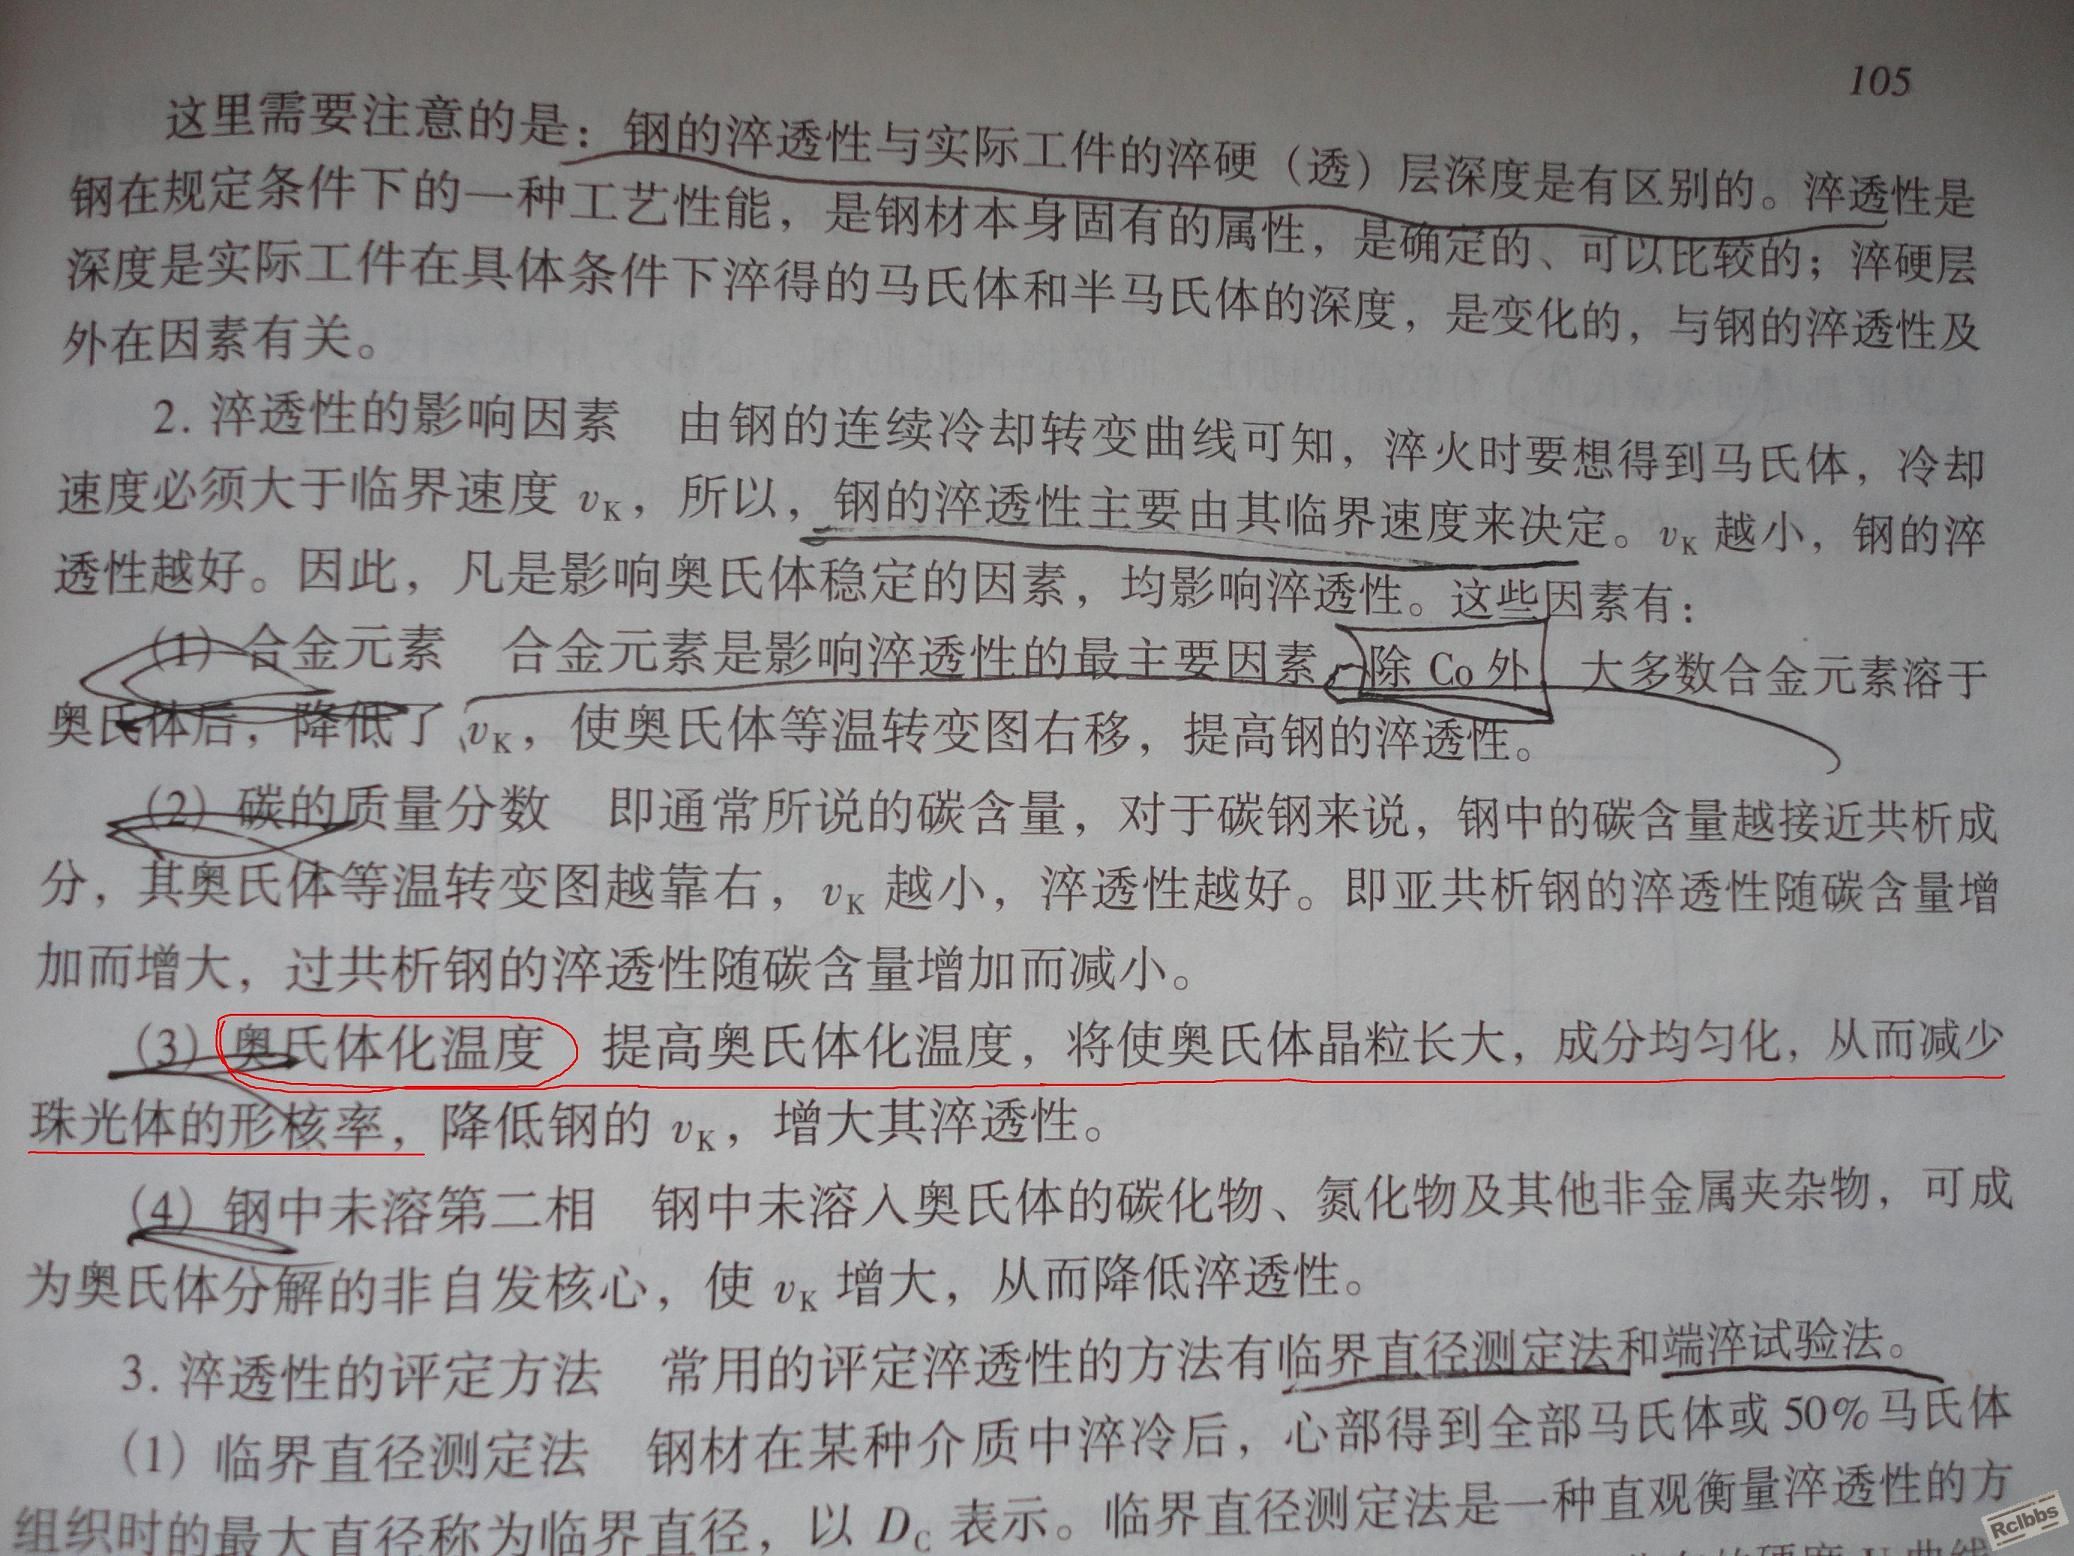 105
这里需要注意的是：钢的淬透性与实际工件的淬硬（透）层深度是有区别的。淬透性是
钢在规定条件下的一种工艺性能，是钢材本身固有的属性，是确定的、可以比较的；淬硬层
深度是实际工件在具体条件下淬得的马氏体和半马氏体的深度，是变化的，与钢的淬透性及
外在因素有关。
2. 淬透性的影响因素　由钢的连续冷却转变曲线可知，淬火时要想得到马氏体，冷却
速度必须大于临界速度 vK，所以，钢的淬透性主要由其临界速度来决定。vK 越小，钢的淬
透性越好。因此，凡是影响奥氏体稳定的因素，均影响淬透性。这些因素有：
（1）合金元素　合金元素是影响淬透性的最主要因素 除 Co 外 大多数合金元素溶于
奥氏体后，降低了 vK，使奥氏体等温转变图右移，提高钢的淬透性。
（2）碳的质量分数　即通常所说的碳含量，对于碳钢来说，钢中的碳含量越接近共析成
分，其奥氏体等温转变图越靠右，vK 越小，淬透性越好。即亚共析钢的淬透性随碳含量增
加而增大，过共析钢的淬透性随碳含量增加而减小。
（3）奥氏体化温度　提高奥氏体化温度，将使奥氏体晶粒长大，成分均匀化，从而减少
珠光体的形核率，降低钢的 vK，增大其淬透性。
（4）钢中未溶第二相　钢中未溶入奥氏体的碳化物、氮化物及其他非金属夹杂物，可成
为奥氏体分解的非自发核心，使 vK 增大，从而降低淬透性。
3. 淬透性的评定方法　常用的评定淬透性的方法有临界直径测定法和端淬试验法。
（1）临界直径测定法　钢材在某种介质中淬冷后，心部得到全部马氏体或 50%马氏体
组织时的最大直径称为临界直径，以 DC 表示。临界直径测定法是一种直观衡量淬透性的方
Rclbbs